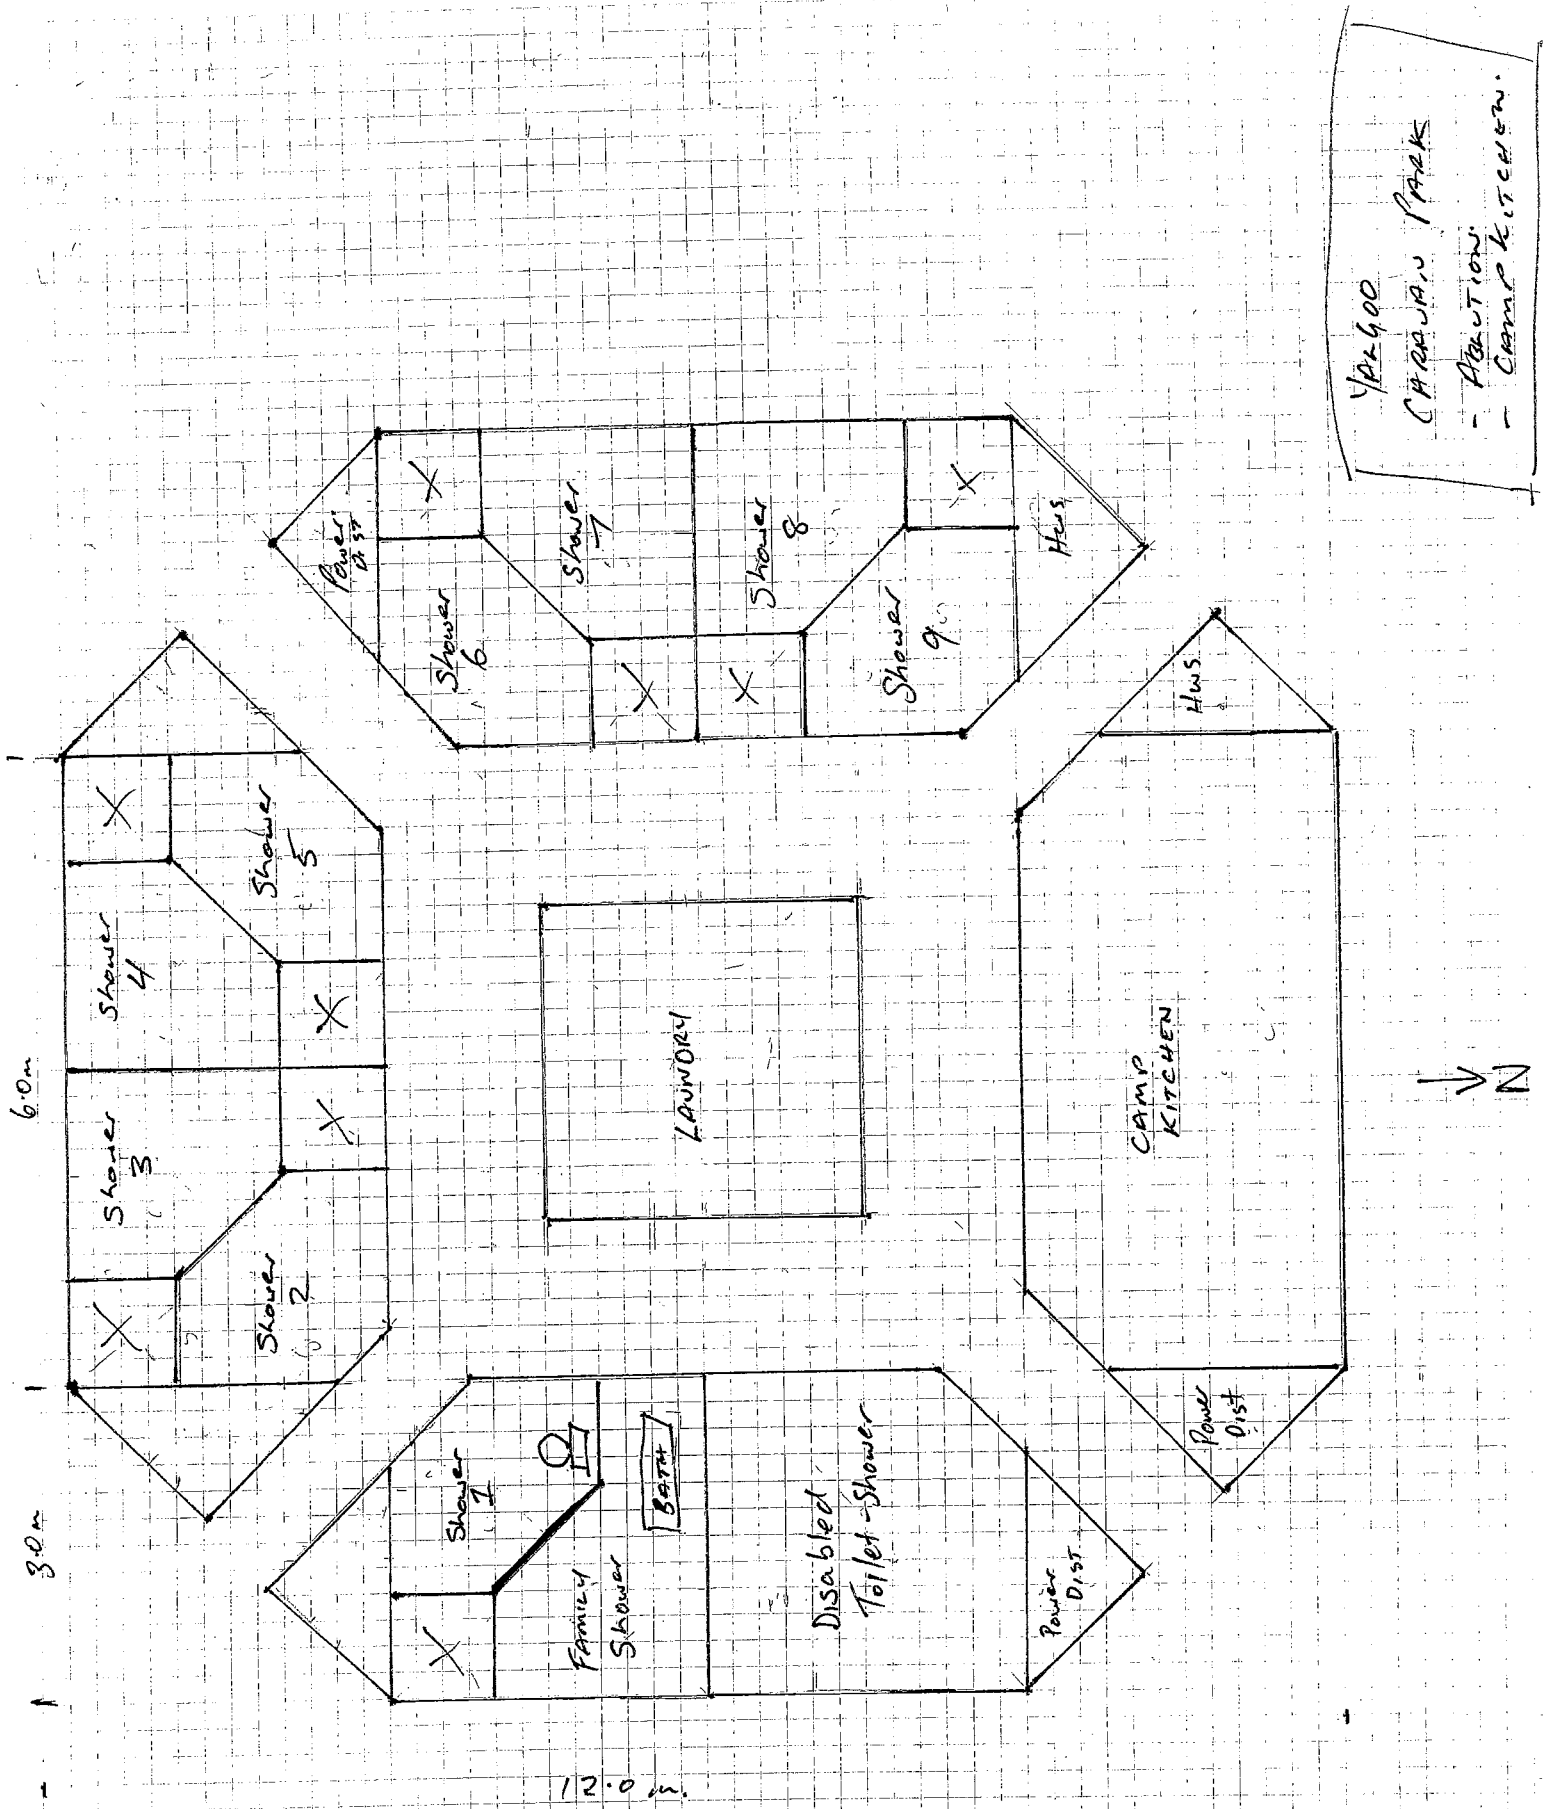 YALGOO
CARAVAN PARK
- ABLUTION
- CAMP KITCHEN.
3.0m
6.0m
12.0 m.
Shower
2
X
Shower
3
X
Shower
4
X
Shower
5
X
Shower
1
X
FAMILY
Shower
BATH
Disabled
Toilet-Shower
Power
DIST
LAUNDRY
Power
DIST
Shower
6
X
Shower
7
X
Shower
8
X
Shower
9
X
HWS
CAMP
KITCHEN
Power
DIST
HWS
N